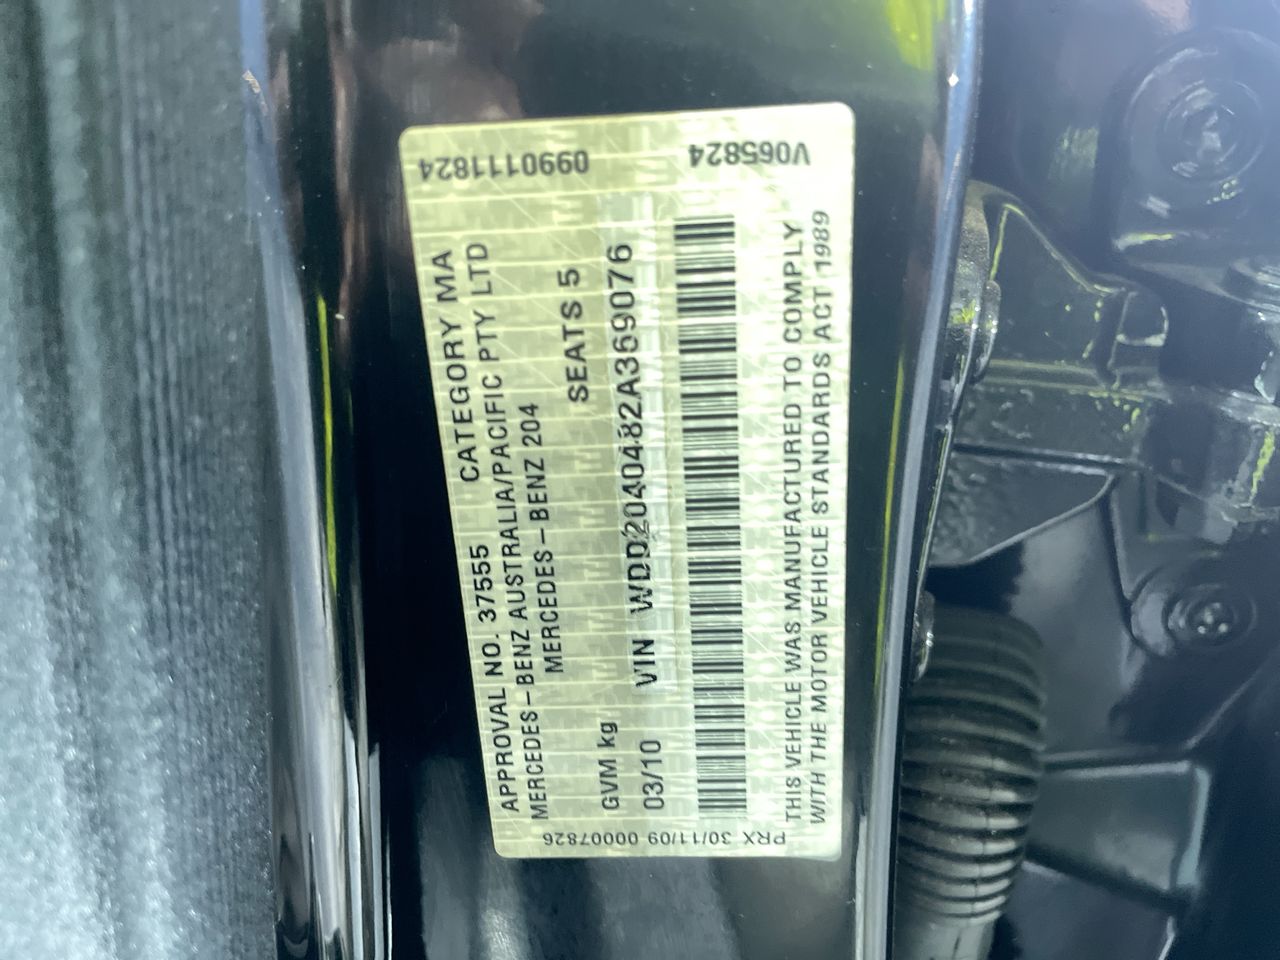 APPROVAL NO. 37555 CATEGORY MA
MERCEDES-BENZ AUSTRALIA/PACIFIC PTY LTD
MERCEDES-BENZ 204
SEATS 5
GVM kg
03/10 VIN WDD2040482A369076
THIS VEHICLE WAS MANUFACTURED TO COMPLY
WITH THE MOTOR VEHICLE STANDARDS ACT 1989
0990111824
V065824
PRX 30/11/09 00007826